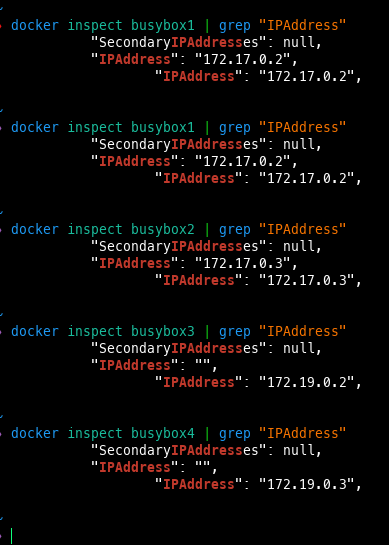 docker inspect busybox1 | grep "IPAddress"
"SecondaryIPAddresses": null,
"IPAddress": "172.17.0.2",
"IPAddress": "172.17.0.2",
docker inspect busybox1 | grep "IPAddress"
"SecondaryIPAddresses": null,
"IPAddress": "172.17.0.2",
"IPAddress": "172.17.0.2",
docker inspect busybox2 | grep "IPAddress"
"SecondaryIPAddresses": null,
"IPAddress": "172.17.0.3",
"IPAddress": "172.17.0.3",
docker inspect busybox3 | grep "IPAddress"
"SecondaryIPAddresses": null,
"IPAddress": "",
"IPAddress": "172.19.0.2",
docker inspect busybox4 | grep "IPAddress"
"SecondaryIPAddresses": null,
"IPAddress": "",
"IPAddress": "172.19.0.3",